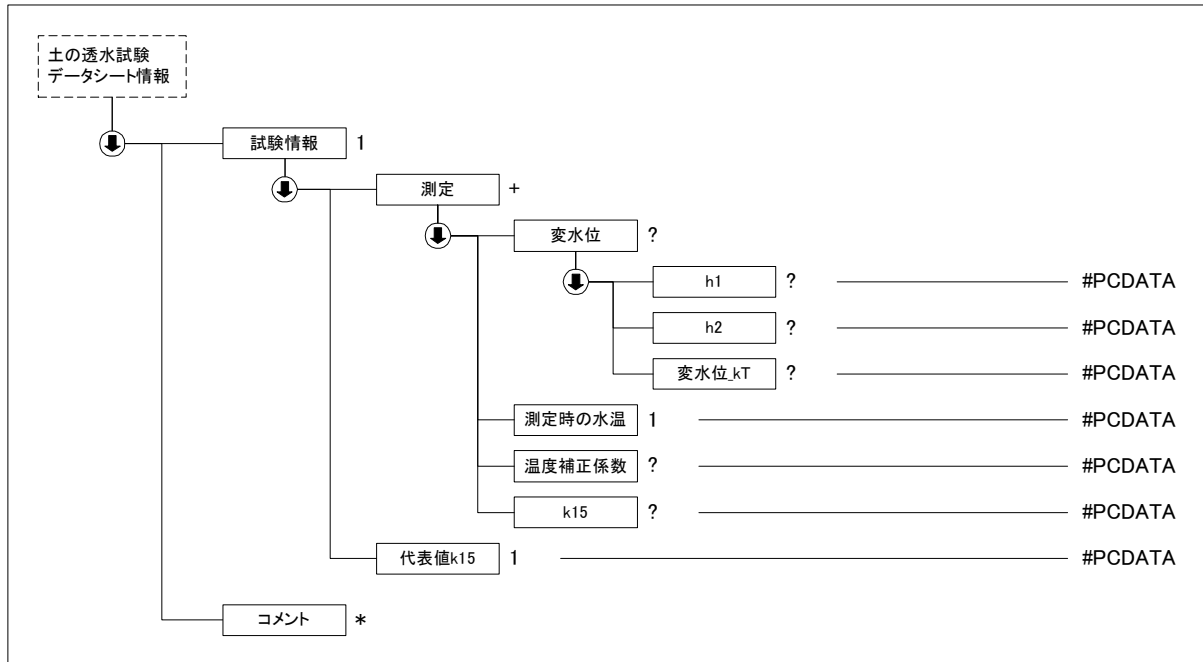 土の透水試験
データシート情報
試験情報 1
測定 +
変水位 ?
h1 ? #PCDATA
h2 ? #PCDATA
変水位_kT ? #PCDATA
測定時の水温 1 #PCDATA
温度補正係数 ? #PCDATA
k15 ? #PCDATA
代表値k15 1 #PCDATA
コメント *